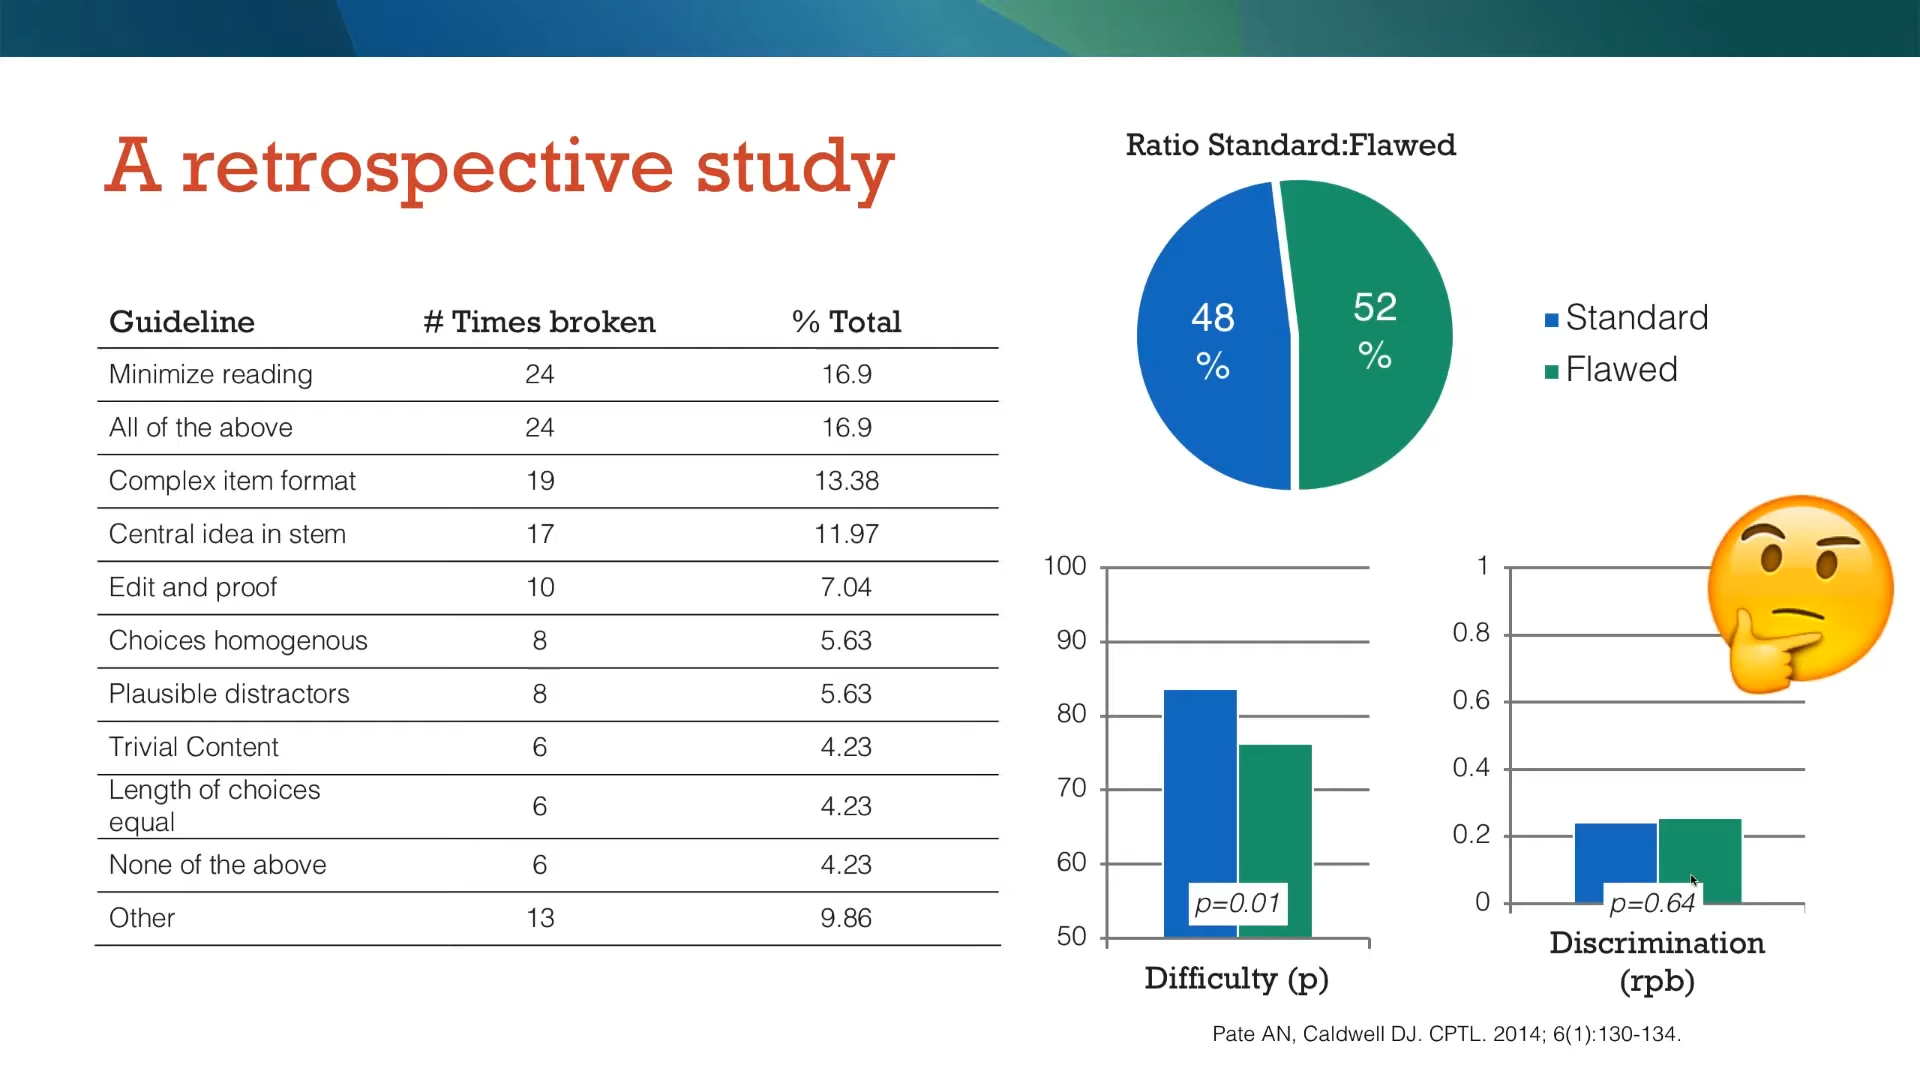 A retrospective study
Guideline # Times broken % Total
Minimize reading 24 16.9
All of the above 24 16.9
Complex item format 19 13.38
Central idea in stem 17 11.97
Edit and proof 10 7.04
Choices homogenous 8 5.63
Plausible distractors 8 5.63
Trivial Content 6 4.23
Length of choices
equal 6 4.23
None of the above 6 4.23
Other 13 9.86
Ratio Standard:Flawed
48
%
52
%
Standard
Flawed
100
90
80
70
60
50
p=0.01
Difficulty (p)
1
0.8
0.6
0.4
0.2
0
p=0.64
Discrimination
(rpb)
Pate AN, Caldwell DJ. CPTL. 2014; 6(1):130-134.